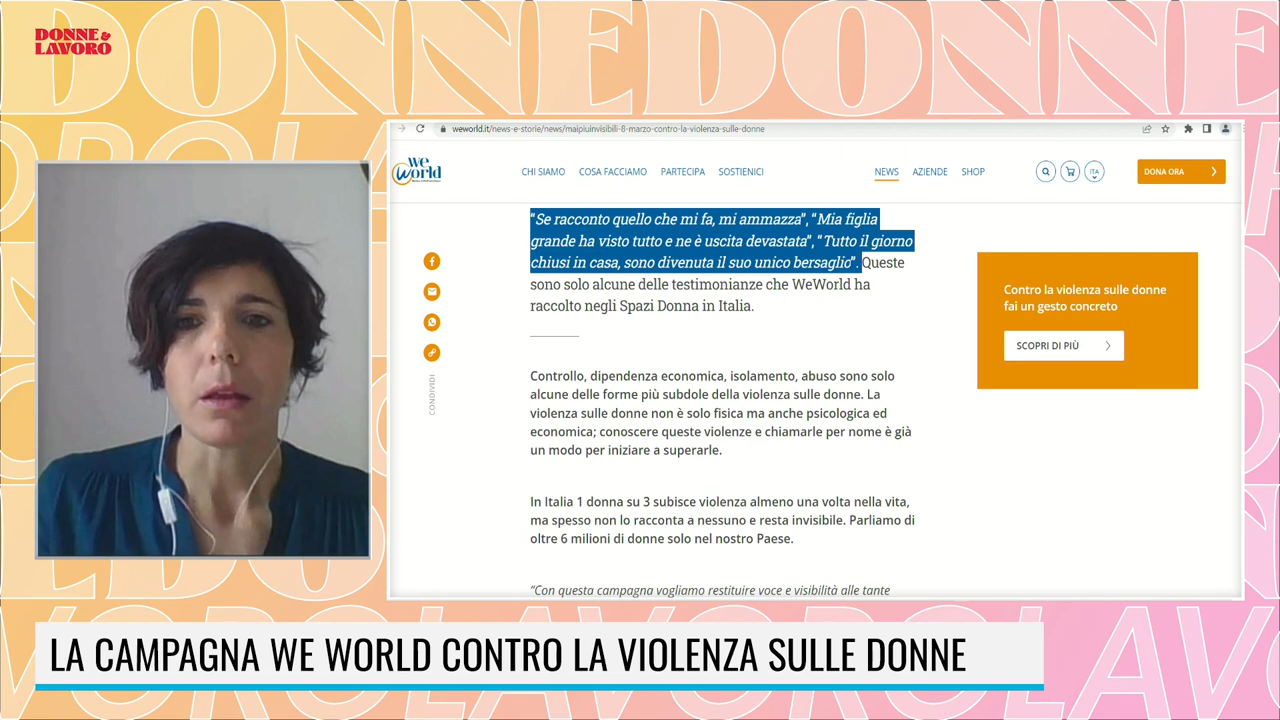 DONNE &
LAVORO
DONNE
weworld.it/news-e-storie/news/maipiuinvisibili-8-marzo-contro-la-violenza-sulle-donne
we
world
CHI SIAMO
COSA FACCIAMO
PARTECIPA
SOSTIENICI
NEWS
AZIENDE
SHOP
ITA
DONA ORA
"Se racconto quello che mi fa, mi ammazza", "Mia figlia
grande ha visto tutto e ne è uscita devastata", "Tutto il giorno
chiusi in casa, sono divenuta il suo unico bersaglio". Queste
sono solo alcune delle testimonianze che WeWorld ha
raccolto negli Spazi Donna in Italia.
CONDIVIDI
Contro la violenza sulle donne
fai un gesto concreto
SCOPRI DI PIÙ
Controllo, dipendenza economica, isolamento, abuso sono solo
alcune delle forme più subdole della violenza sulle donne. La
violenza sulle donne non è solo fisica ma anche psicologica ed
economica; conoscere queste violenze e chiamarle per nome è già
un modo per iniziare a superarle.
In Italia 1 donna su 3 subisce violenza almeno una volta nella vita,
ma spesso non lo racconta a nessuno e resta invisibile. Parliamo di
oltre 6 milioni di donne solo nel nostro Paese.
"Con questa campagna vogliamo restituire voce e visibilità alle tante
LA CAMPAGNA WE WORLD CONTRO LA VIOLENZA SULLE DONNE